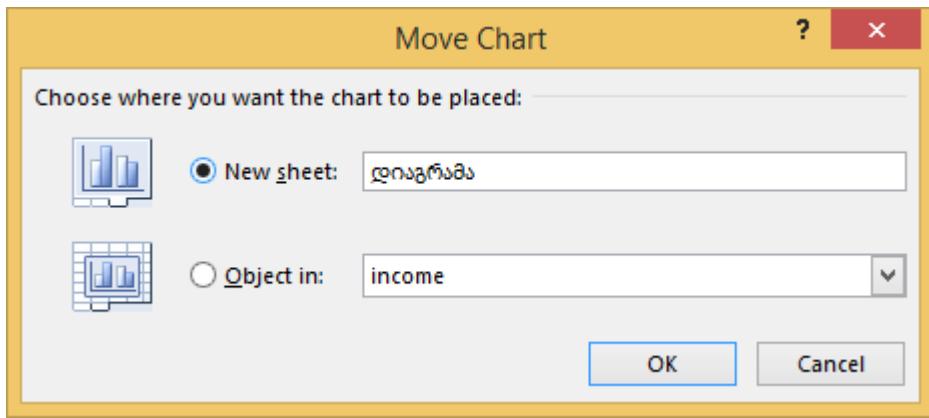 Move Chart
?
×
Choose where you want the chart to be placed:
New sheet: დიაგრამა
Object in: income
OK Cancel